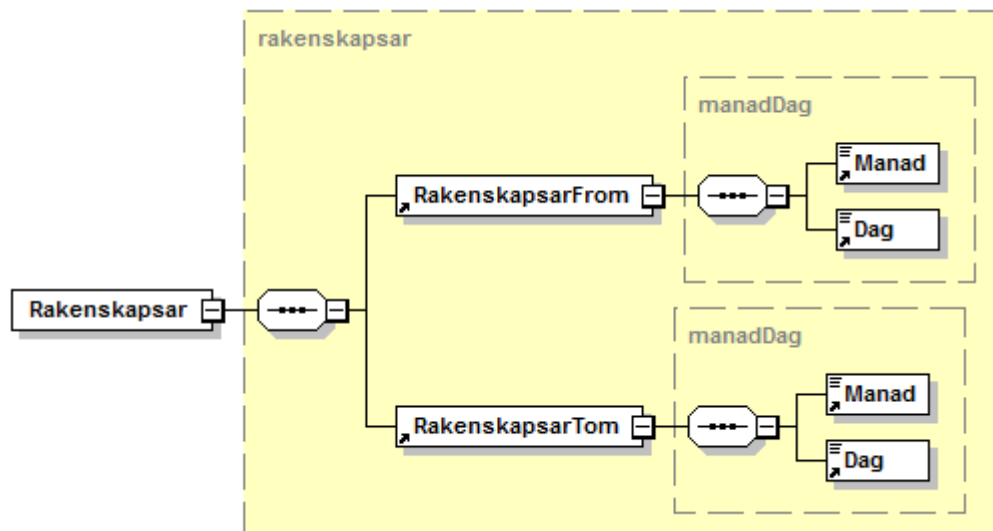 rakenskapsar
manadDag
Manad
RakenskapsarFrom
Dag
Rakenskapsar
manadDag
Manad
RakenskapsarTom
Dag